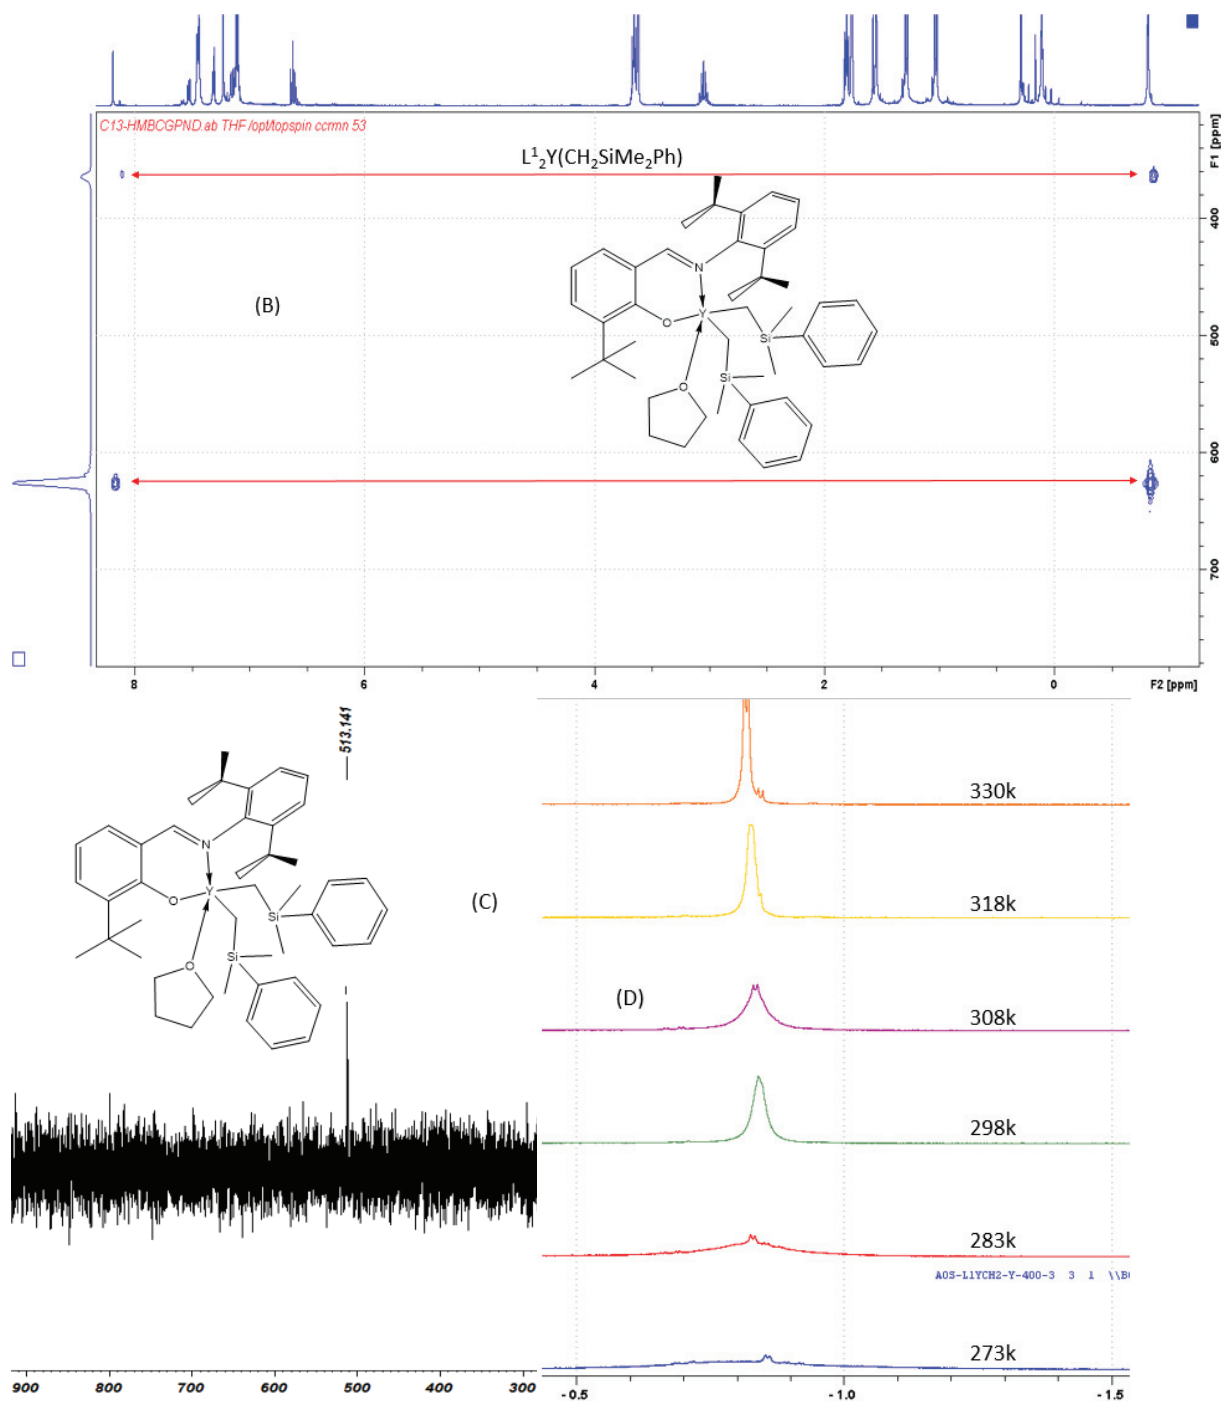 C13-HMBCGPND.ab THF /opt/topspin ccrmn 53
L¹₂Y(CH₂SiMe₂Ph)
F1 [ppm]
400
500
600
700
(B)
N
O
Y
Si
Si
O
8
6
4
2
0
F2 [ppm]
513.141
N
O
Y
Si
Si
O
(C)
900
800
700
600
500
400
300
330k
318k
(D)
308k
298k
283k
AOS-L1YCH2-Y-400-3 3 1 \\B
273k
-0.5
-1.0
-1.5